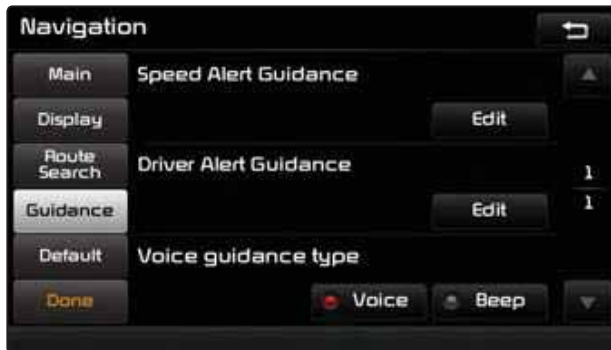 Navigation
Main
Speed Alert Guidance
Display
Edit
Route
Search
Driver Alert Guidance
Guidance
Edit
1
1
Default
Voice guidance type
Done
Voice
Beep